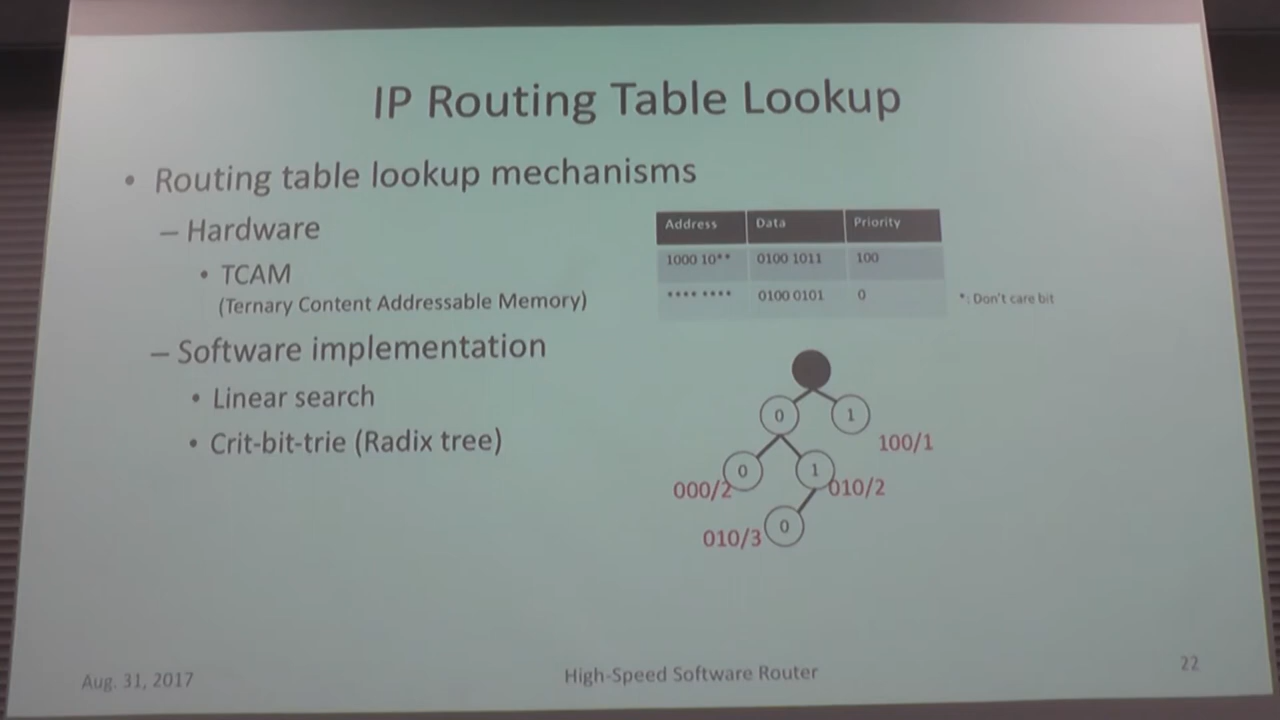 IP Routing Table Lookup
• Routing table lookup mechanisms
– Hardware
• TCAM
(Ternary Content Addressable Memory)
– Software implementation
• Linear search
• Crit-bit-trie (Radix tree)
Address Data Priority
1000 10** 0100 1011 100
**** **** 0100 0101 0
*: Don't care bit
0 1
100/1
0 1
000/2 010/2
010/3 0
Aug. 31, 2017
High-Speed Software Router
22